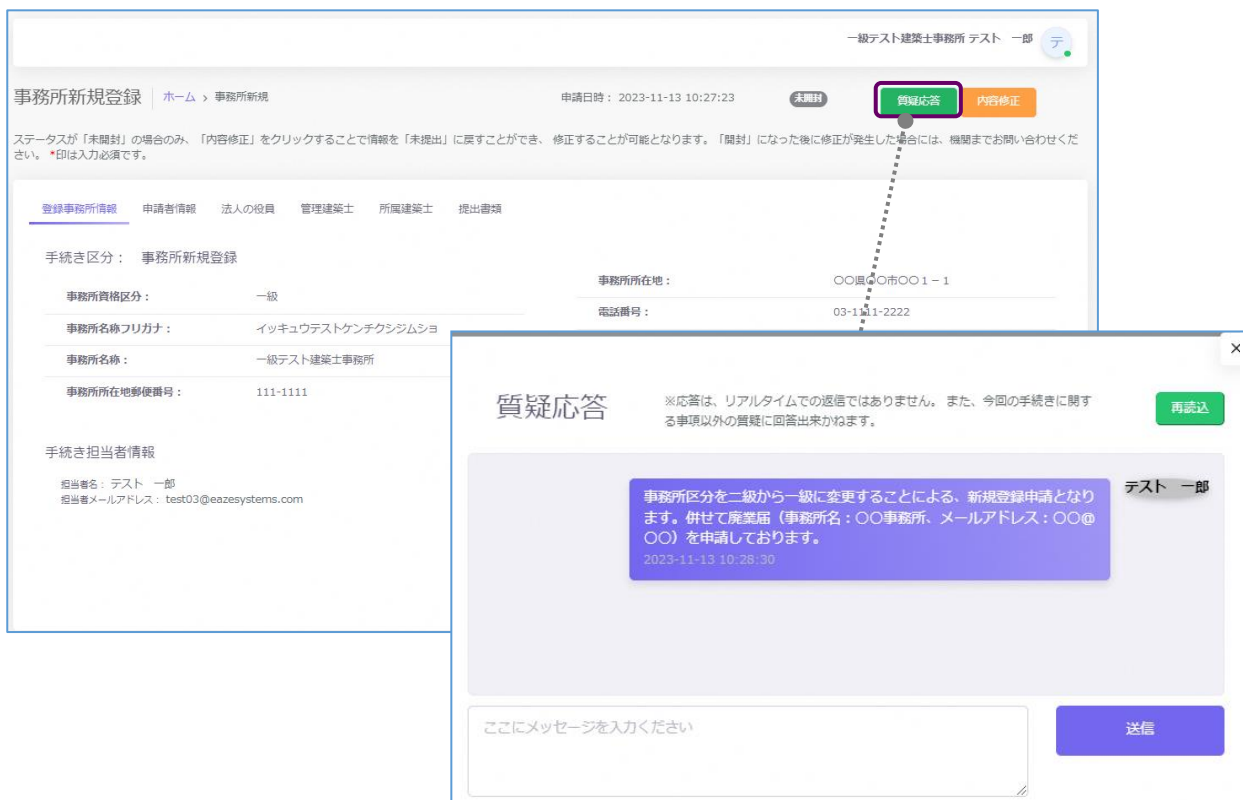 一級テスト建築士事務所 テスト　一郎
テ
事務所新規登録 ホーム › 事務所新規 申請日時： 2023-11-13 10:27:23 未開封 質疑応答 内容修正
ステータスが「未開封」の場合のみ、「内容修正」をクリックすることで情報を「未提出」に戻すことができ、 修正することが可能となります。「開封」になった後に修正が発生した場合には、機関までお問い合わせくだ
さい。 *印は入力必須です。
登録事務所情報 申請者情報 法人の役員 管理建築士 所属建築士 提出書類
手続き区分： 事務所新規登録
事務所資格区分： 一級
事務所名称フリガナ： イッキュウテストケンチクシジムショ
事務所名称： 一級テスト建築士事務所
事務所所在地郵便番号： 111-1111
事務所所在地： 〇〇県〇〇市〇〇１－１
電話番号： 03-1111-2222
手続き担当者情報
担当者名： テスト　一郎
担当者メールアドレス： test03@eazesystems.com
×
質疑応答
※応答は、リアルタイムでの返信ではありません。 また、今回の手続きに関す
る事項以外の質疑に回答出来かねます。
再読込
テスト　一郎
事務所区分を二級から一級に変更することによる、新規登録申請となり
ます。併せて廃業届（事務所名：〇〇事務所、メールアドレス：〇〇@
〇〇）を申請しております。
2023-11-13 10:28:30
ここにメッセージを入力ください
送信